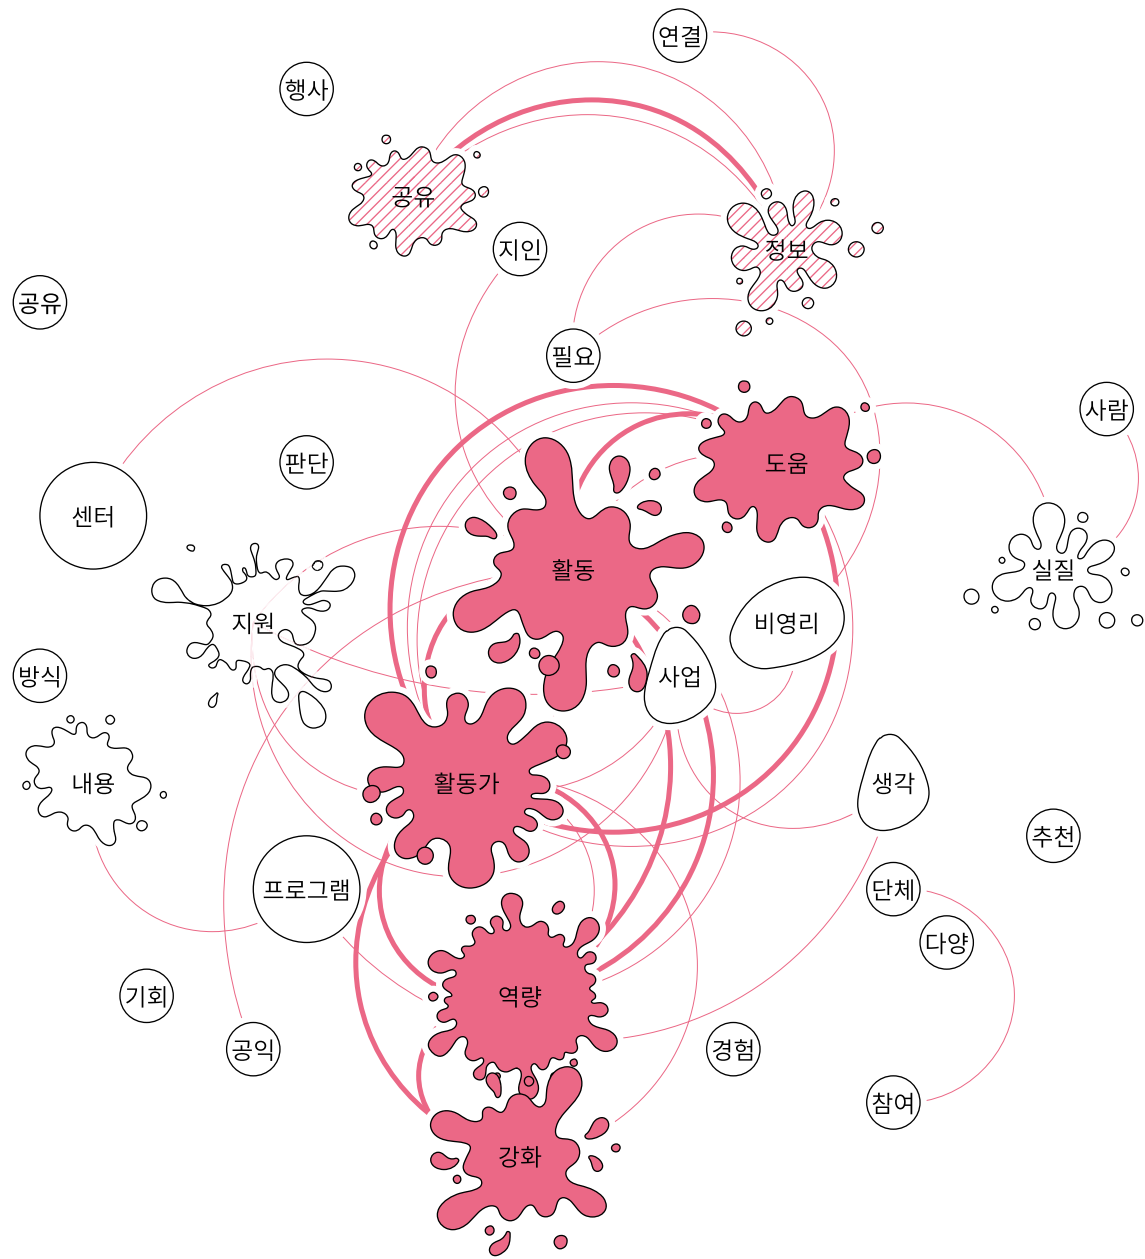 연결
행사
공유
지인
정보
공유
필요
사람
판단
도움
센터
활동
실질
지원
비영리
방식
사업
내용
활동가
생각
추천
프로그램
단체
다양
기회
역량
공익
경험
참여
강화